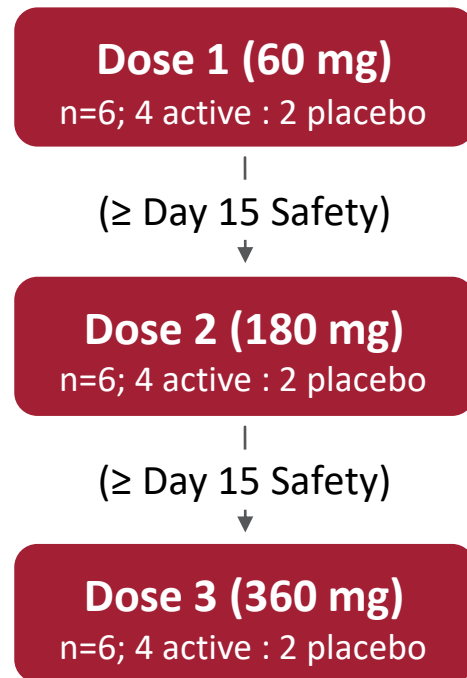 Dose 1 (60 mg)
n=6; 4 active : 2 placebo
(≥ Day 15 Safety)
Dose 2 (180 mg)
n=6; 4 active : 2 placebo
(≥ Day 15 Safety)
Dose 3 (360 mg)
n=6; 4 active : 2 placebo